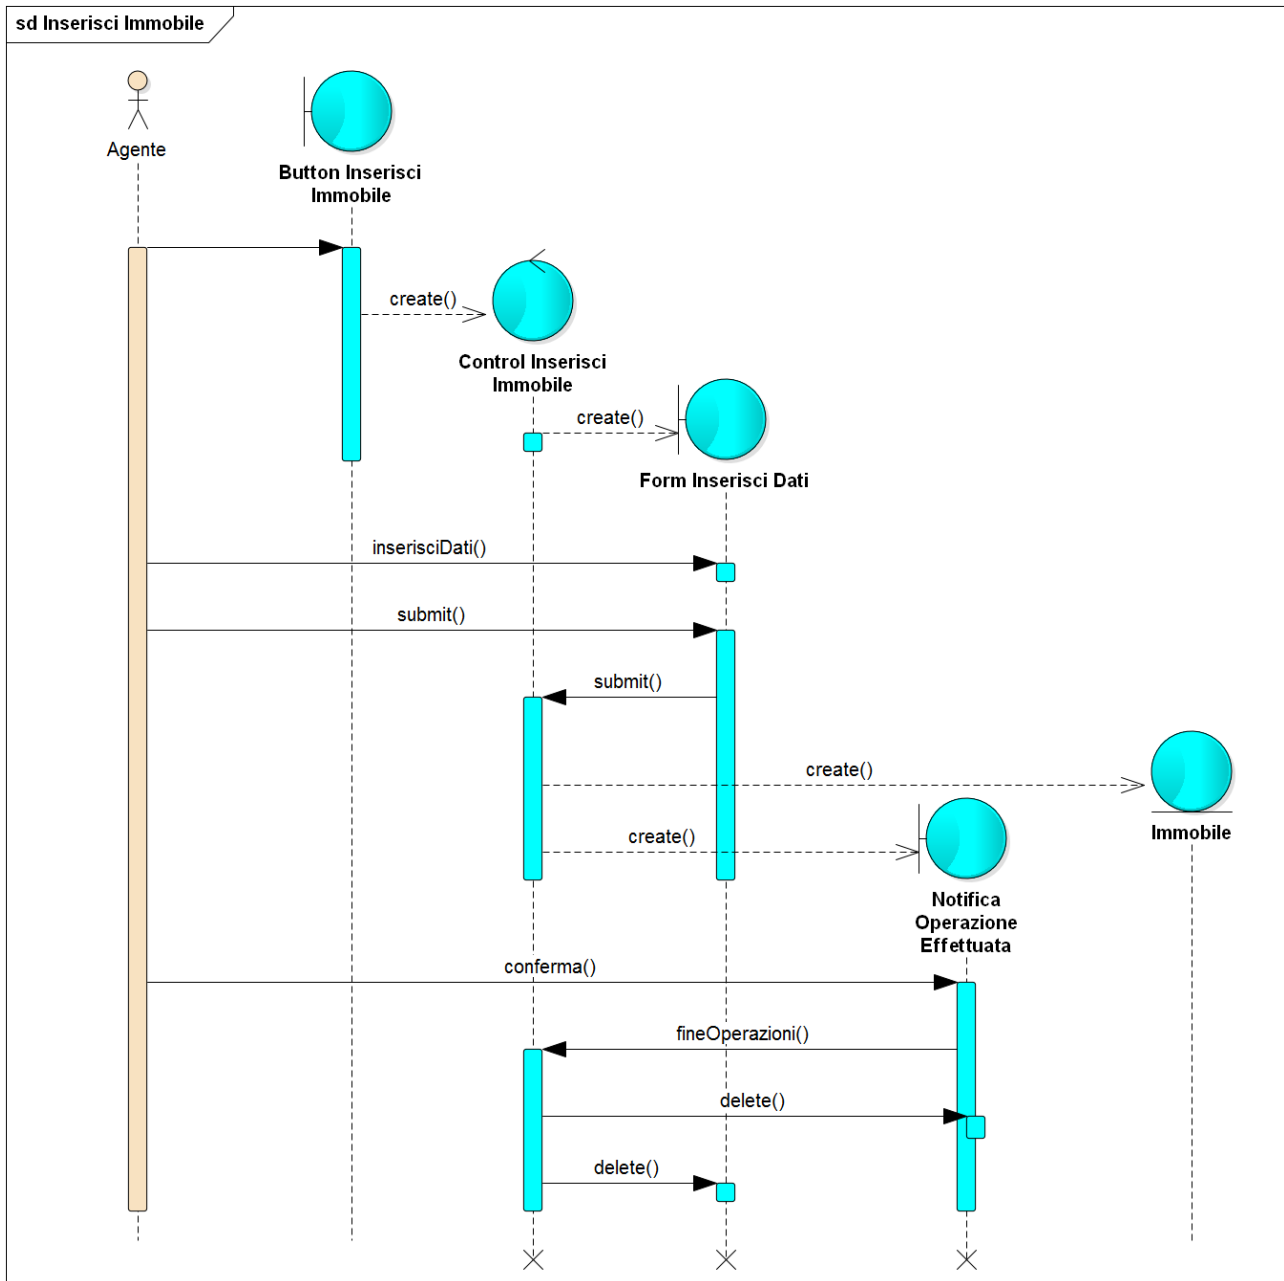 sd Inserisci Immobile
Agente
Button Inserisci
Immobile
create()
Control Inserisci
Immobile
create()
Form Inserisci Dati
inserisciDati()
submit()
submit()
create()
Immobile
create()
Notifica
Operazione
Effettuata
conferma()
fineOperazioni()
delete()
delete()